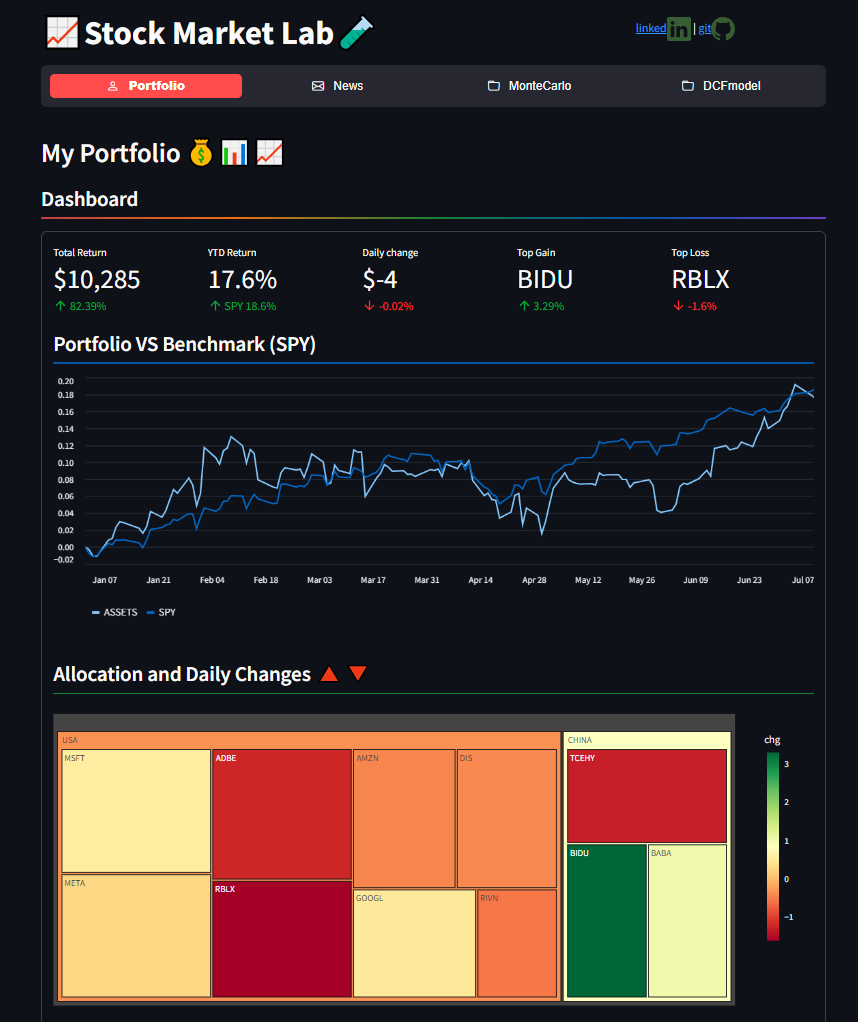 Stock Market Lab
linked | git
Portfolio News MonteCarlo DCFmodel
My Portfolio
Dashboard
Total Return YTD Return Daily change Top Gain Top Loss
$10,285 17.6% $-4 BIDU RBLX
↑ 82.39% ↑ SPY 18.6% ↓ -0.02% ↑ 3.29% ↓ -1.6%
Portfolio VS Benchmark (SPY)
0.20
0.18
0.16
0.14
0.12
0.10
0.08
0.06
0.04
0.02
0.00
−0.02
Jan 07 Jan 21 Feb 04 Feb 18 Mar 03 Mar 17 Mar 31 Apr 14 Apr 28 May 12 May 26 Jun 09 Jun 23 Jul 07
ASSETS SPY
Allocation and Daily Changes
USA CHINA
chg
MSFT ADBE AMZN DIS TCEHY
3
2
1
0
−1
BIDU BABA
META RBLX
GOOGL RIVN